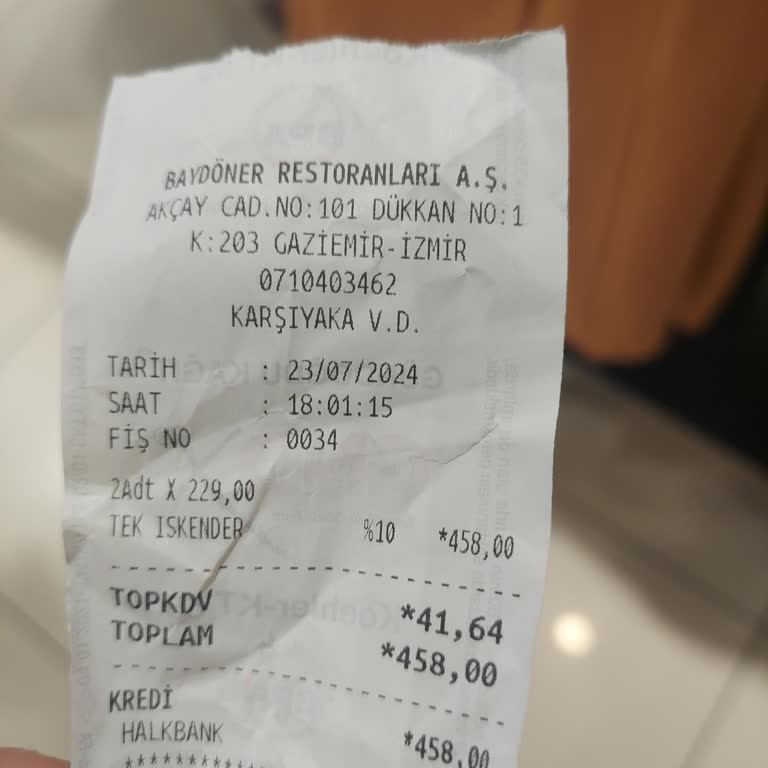 BAYDÖNER RESTORANLARI A.Ş.
AKÇAY CAD.NO:101 DÜKKAN NO:1
K:203 GAZİEMİR-İZMİR
0710403462
KARŞIYAKA V.D.
TARİH : 23/07/2024
SAAT : 18:01:15
FİŞ NO : 0034
2Adt X 229,00
TEK ISKENDER %10 *458,00
TOPKDV *41,64
TOPLAM *458,00
KREDİ
HALKBANK *458,00